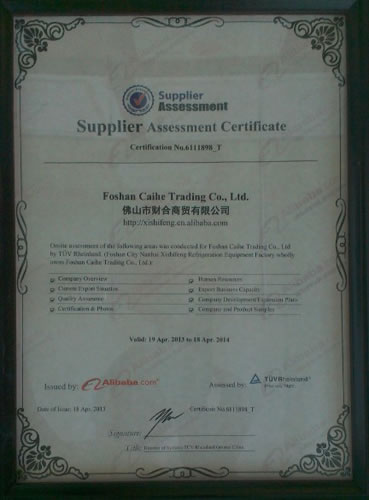 Supplier
Assessment
Supplier Assessment Certificate
Certification No.6111898_T
Foshan Caihe Trading Co., Ltd.
佛山市财合商贸有限公司
http://xishifeng.en.alibaba.com
Onsite assessment of the following areas was conducted for Foshan Caihe Trading Co., Ltd
by TÜV Rheinland. (Foshan City Nanhai Xishifeng Refrigeration Equipment Factory wholly
owns Foshan Caihe Trading Co., Ltd.)
Company Overview
Human Resources
Current Export Situation
Export Business Capacity
Quality Assurance
Company Development/Expansion Plans
Certification & Photos
Company and Product Samples
Valid: 19 Apr. 2013 to 18 Apr. 2014
Issued by: Alibaba.com
Assessed by: TÜVRheinland
Date of Issue: 18 Apr, 2013
Certificate No.6111898_T
Signature:
Title: